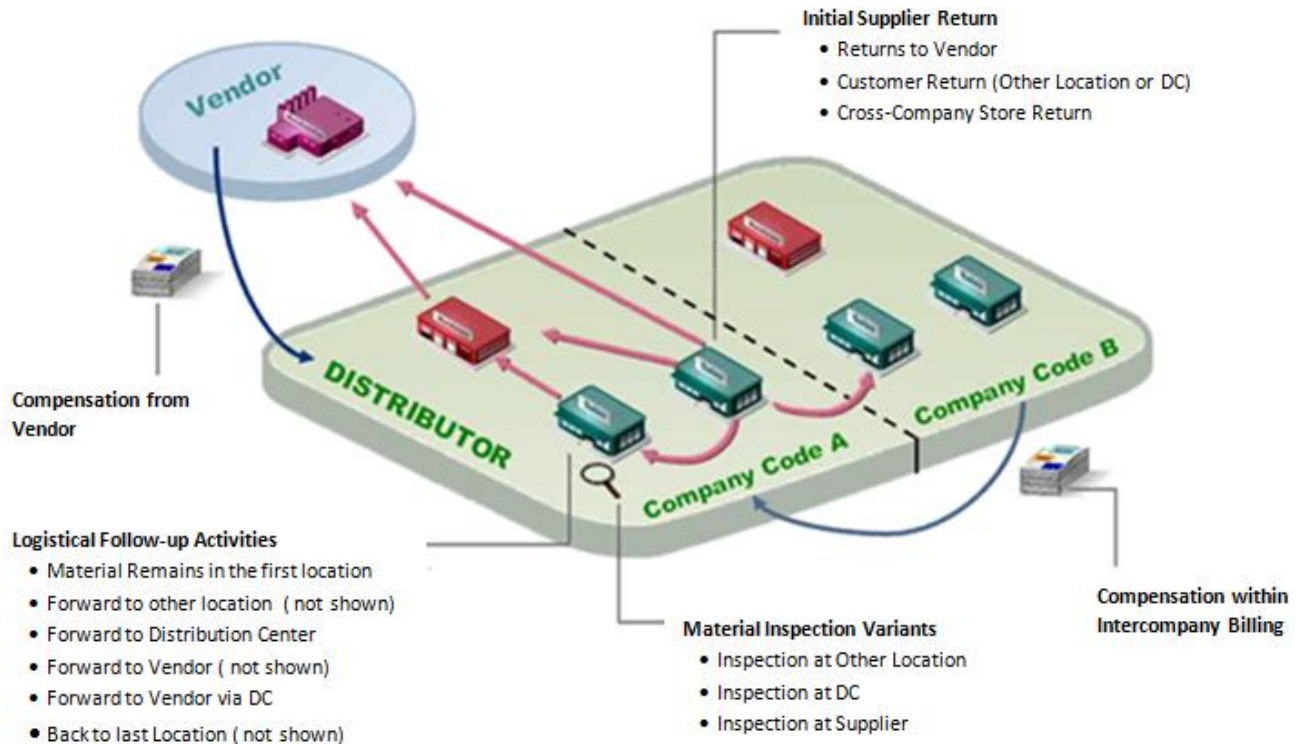 Initial Supplier Return
• Returns to Vendor
• Customer Return (Other Location or DC)
• Cross-Company Store Return
Vendor
Compensation from
Vendor
DISTRIBUTOR
Company Code A
Company Code B
Logistical Follow-up Activities
• Material Remains in the first location
• Forward to other location ( not shown)
• Forward to Distribution Center
• Forward to Vendor ( not shown)
• Forward to Vendor via DC
• Back to last Location ( not shown)
Material Inspection Variants
• Inspection at Other Location
• Inspection at DC
• Inspection at Supplier
Compensation within
Intercompany Billing